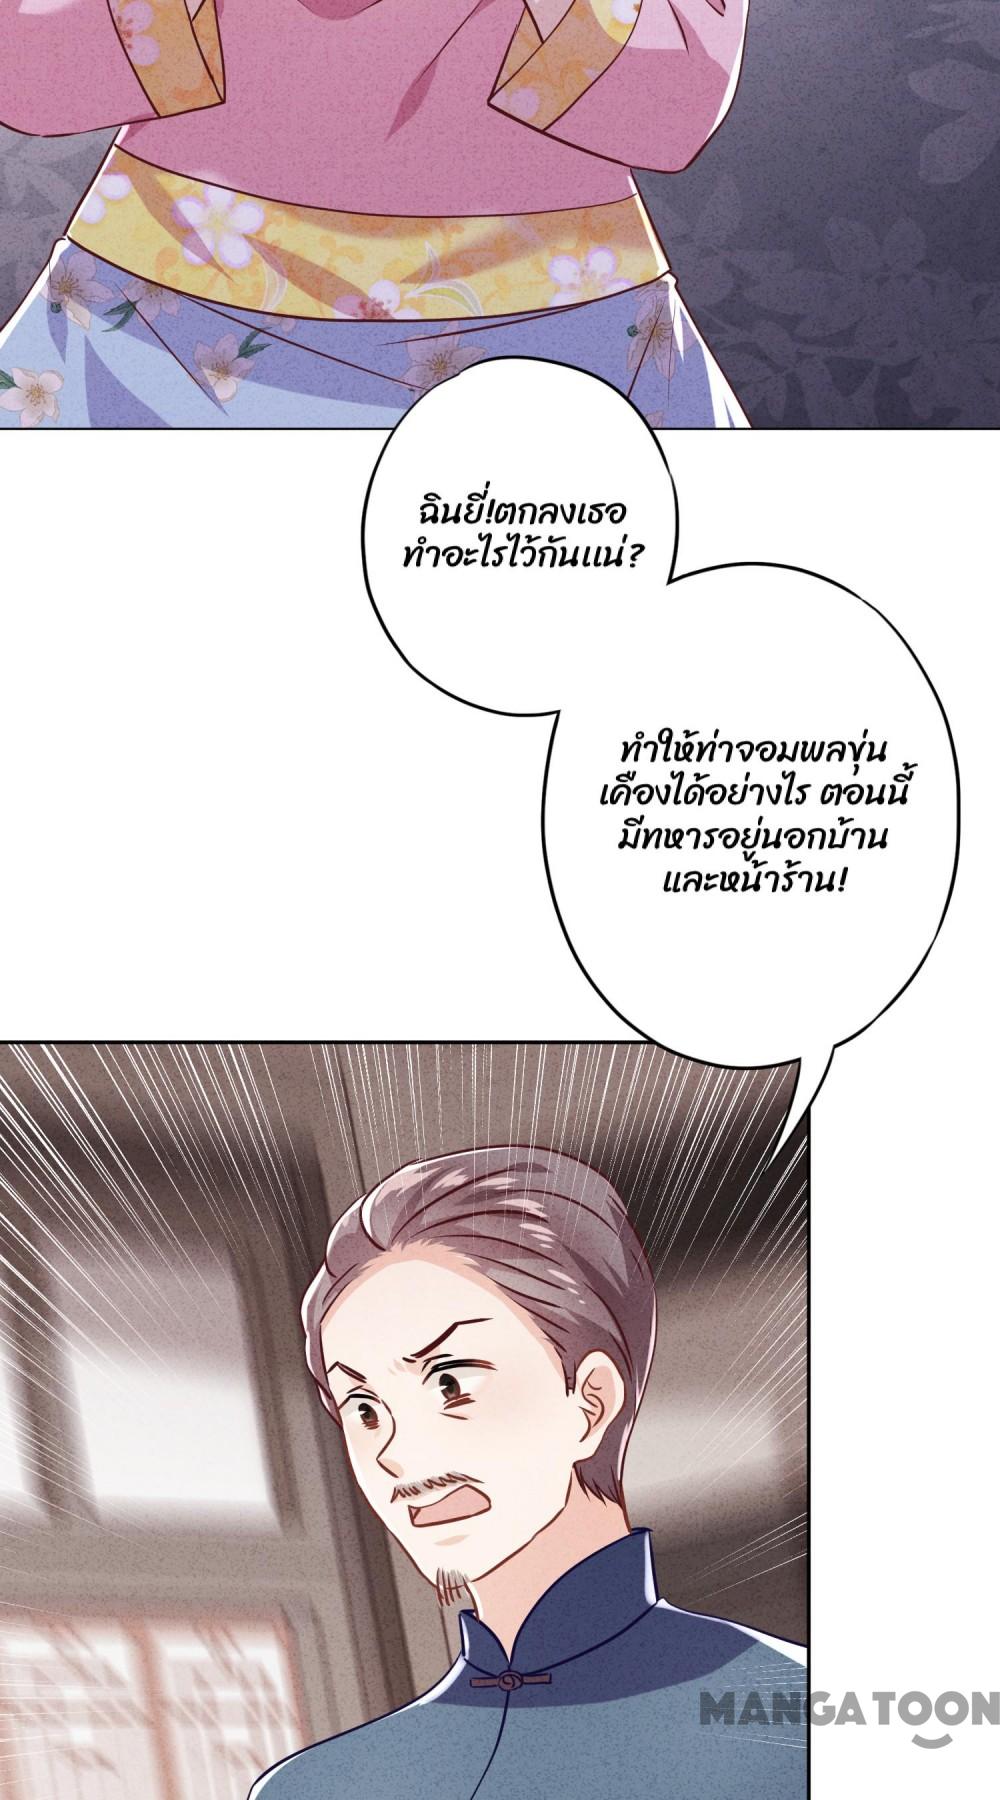 ฉินยี่!ตกลงเธอ
ทำอะไรไว้กันแน่?
ทำให้ท่าจอมพลขุ่น
เคืองได้อย่างไร ตอนนี้
มีทหารอยู่นอกบ้าน
และหน้าร้าน!
MANGATOON